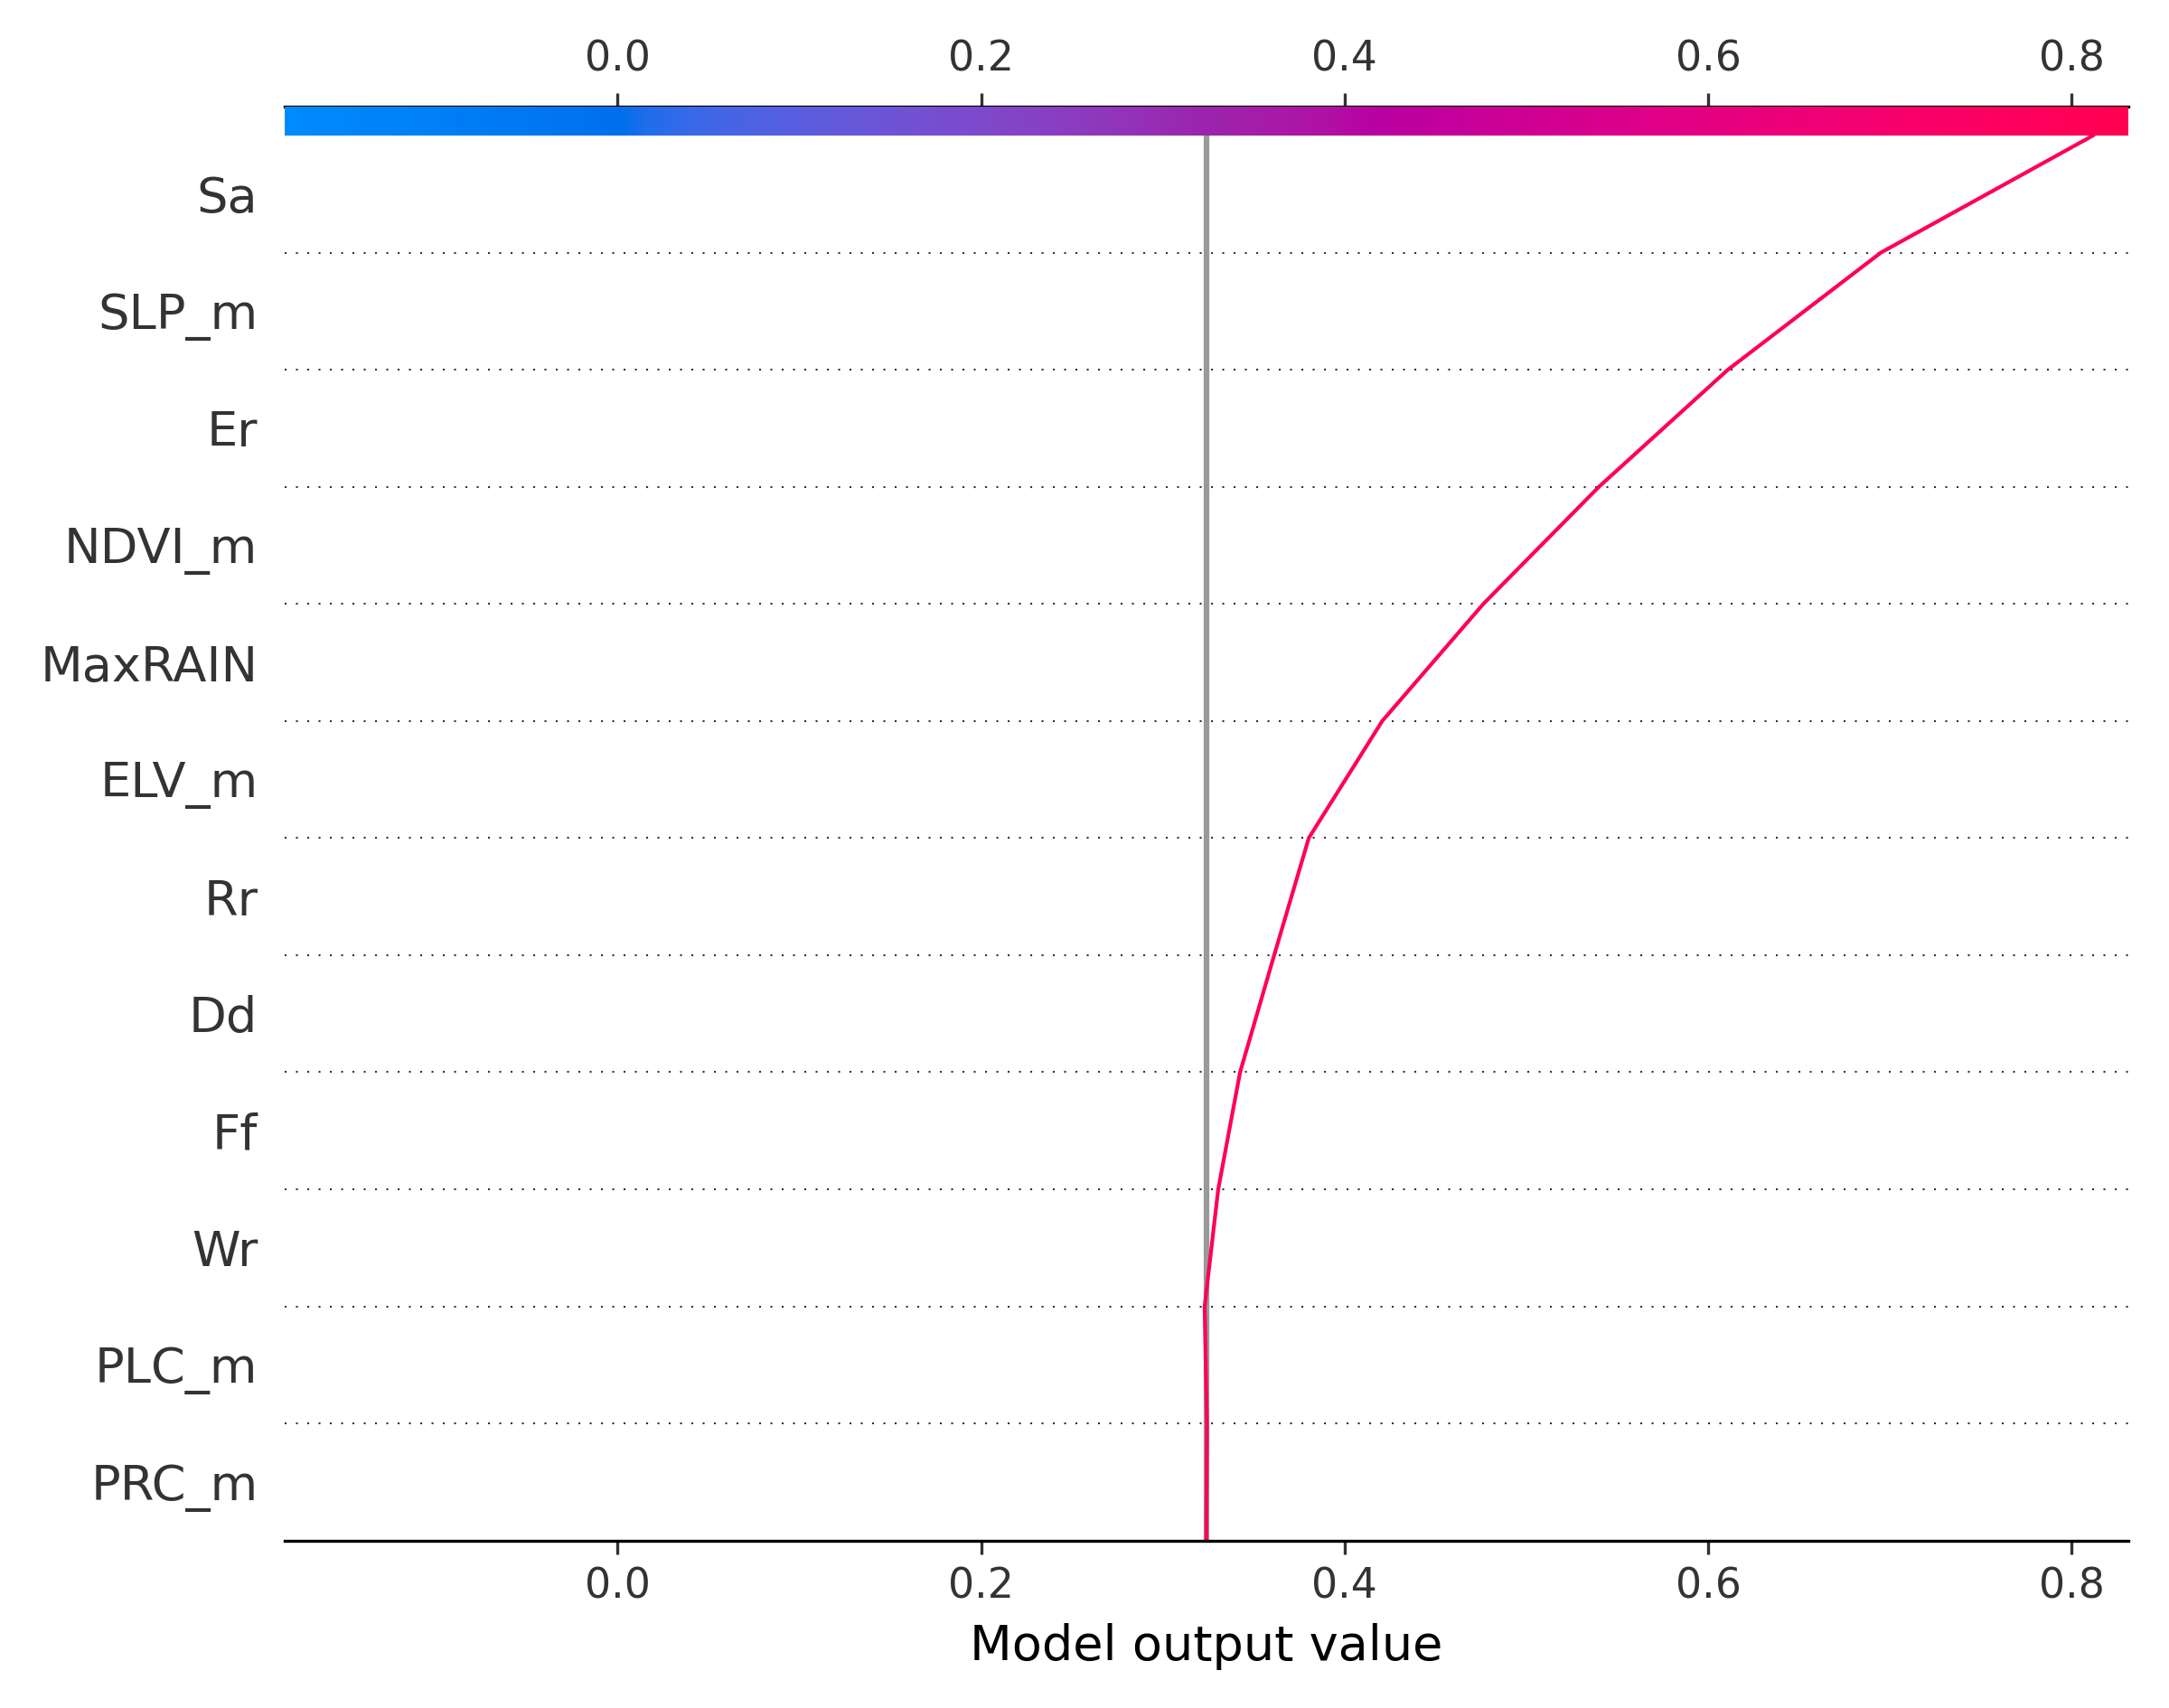 0.0 0.2 0.4 0.6 0.8
Sa
SLP_m
Er
NDVI_m
MaxRAIN
ELV_m
Rr
Dd
Ff
Wr
PLC_m
PRC_m
0.0 0.2 0.4 0.6 0.8
Model output value